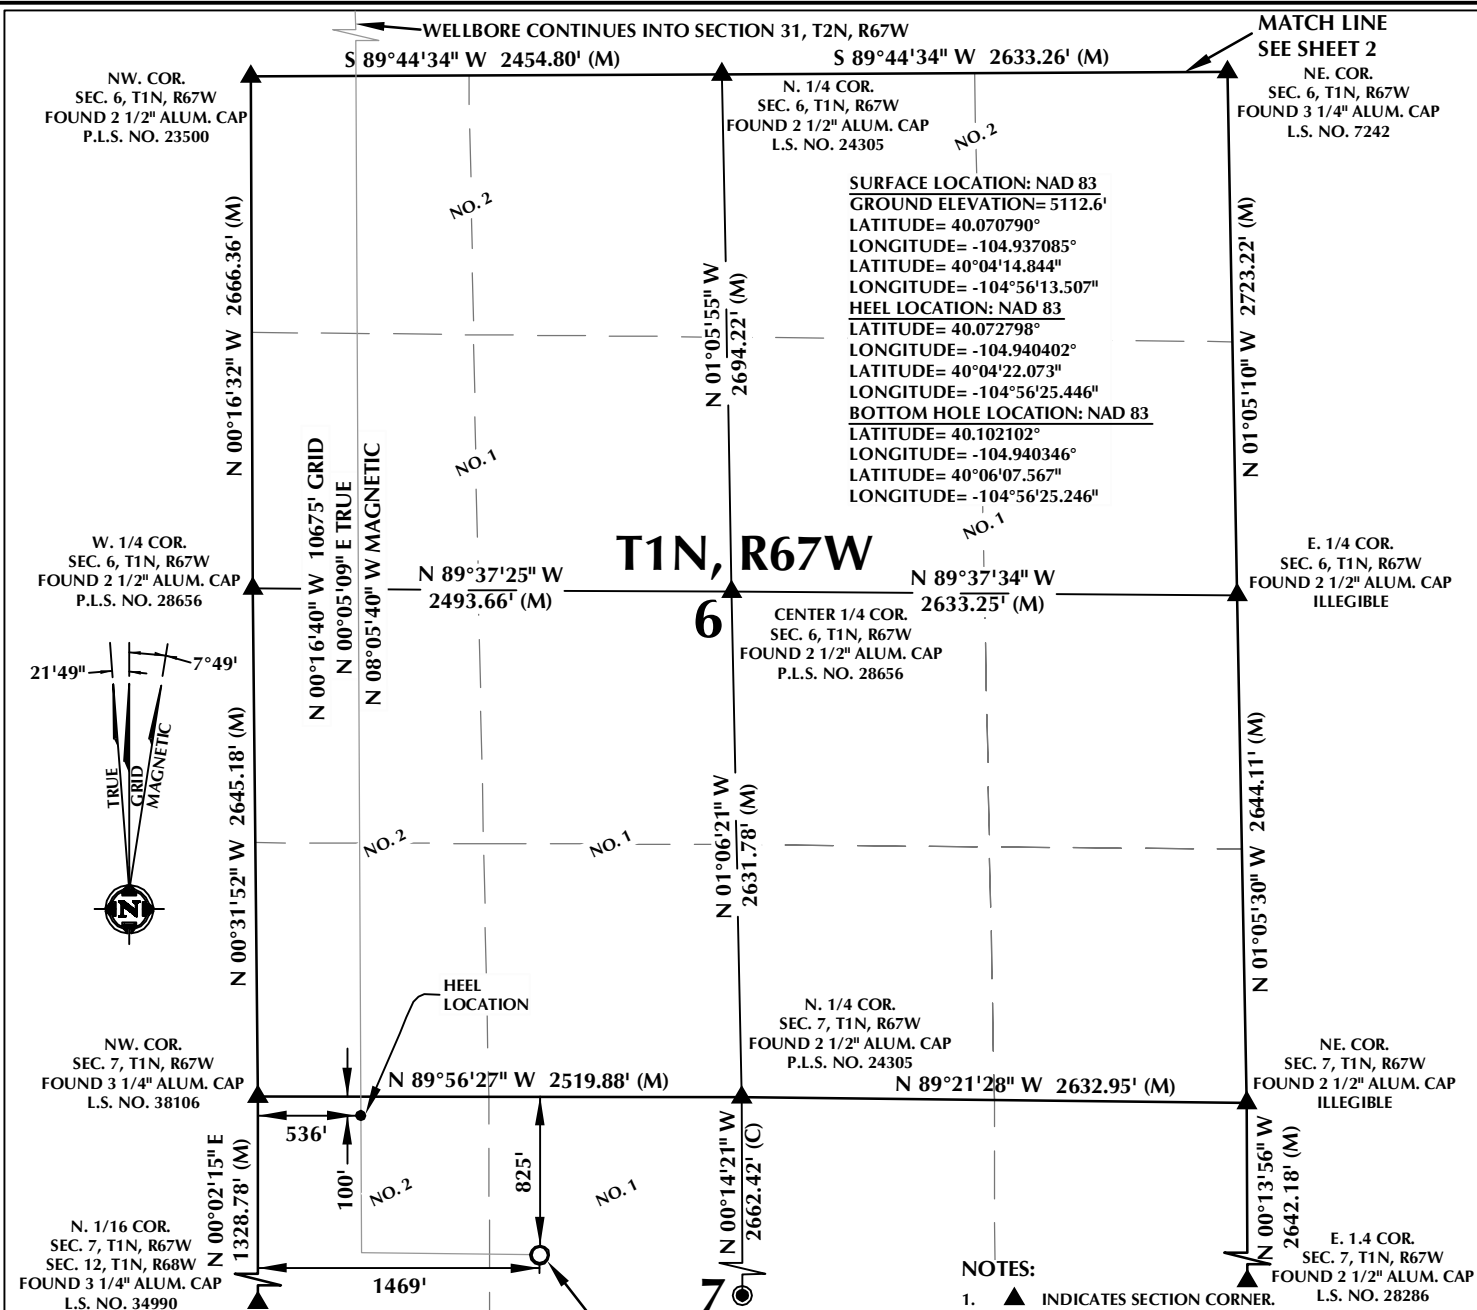 WELLBORE CONTINUES INTO SECTION 31, T2N, R67W
MATCH LINE
SEE SHEET 2
S 89°44'34" W 2454.80' (M)
S 89°44'34" W 2633.26' (M)
NW. COR.
SEC. 6, T1N, R67W
FOUND 2 1/2" ALUM. CAP
P.L.S. NO. 23500
N. 1/4 COR.
SEC. 6, T1N, R67W
FOUND 2 1/2" ALUM. CAP
L.S. NO. 24305
NE. COR.
SEC. 6, T1N, R67W
FOUND 3 1/4" ALUM. CAP
L.S. NO. 7242
NO. 2
NO. 2
SURFACE LOCATION: NAD 83
GROUND ELEVATION= 5112.6'
LATITUDE= 40.070790°
LONGITUDE= -104.937085°
LATITUDE= 40°04'14.844"
LONGITUDE= -104°56'13.507"
HEEL LOCATION: NAD 83
LATITUDE= 40.072798°
LONGITUDE= -104.940402°
LATITUDE= 40°04'22.073"
LONGITUDE= -104°56'25.446"
BOTTOM HOLE LOCATION: NAD 83
LATITUDE= 40.102102°
LONGITUDE= -104.940346°
LATITUDE= 40°06'07.567"
LONGITUDE= -104°56'25.246"
N 00°16'32" W 2666.36' (M)
N 01°05'55" W
2694.22' (M)
N 01°05'10" W 2723.22' (M)
N 00°16'40" W 10675' GRID
N 00°05'09" E TRUE
N 08°05'40" W MAGNETIC
NO. 1
NO. 1
T1N, R67W
6
W. 1/4 COR.
SEC. 6, T1N, R67W
FOUND 2 1/2" ALUM. CAP
P.L.S. NO. 28656
N 89°37'25" W
2493.66' (M)
N 89°37'34" W
2633.25' (M)
CENTER 1/4 COR.
SEC. 6, T1N, R67W
FOUND 2 1/2" ALUM. CAP
P.L.S. NO. 28656
E. 1/4 COR.
SEC. 6, T1N, R67W
FOUND 2 1/2" ALUM. CAP
ILLEGIBLE
21'49"
7°49'
TRUE
GRID
MAGNETIC
N
N 00°31'52" W 2645.18' (M)
N 01°06'21" W
2631.78' (M)
N 01°05'30" W 2644.11' (M)
NO. 2
NO. 1
HEEL
LOCATION
NW. COR.
SEC. 7, T1N, R67W
FOUND 3 1/4" ALUM. CAP
L.S. NO. 38106
N. 1/4 COR.
SEC. 7, T1N, R67W
FOUND 2 1/2" ALUM. CAP
P.L.S. NO. 24305
NE. COR.
SEC. 7, T1N, R67W
FOUND 2 1/2" ALUM. CAP
ILLEGIBLE
N 89°56'27" W 2519.88' (M)
N 89°21'28" W 2632.95' (M)
536'
100'
825'
NO. 2
NO. 1
N 00°02'15" E
1328.78' (M)
N 00°14'21" W
2662.42' (C)
N 00°13'56" W
2642.18' (M)
N. 1/16 COR.
SEC. 7, T1N, R67W
SEC. 12, T1N, R68W
FOUND 3 1/4" ALUM. CAP
L.S. NO. 34990
1469'
7
E. 1.4 COR.
SEC. 7, T1N, R67W
FOUND 2 1/2" ALUM. CAP
L.S. NO. 28286
NOTES:
1. INDICATES SECTION CORNER.